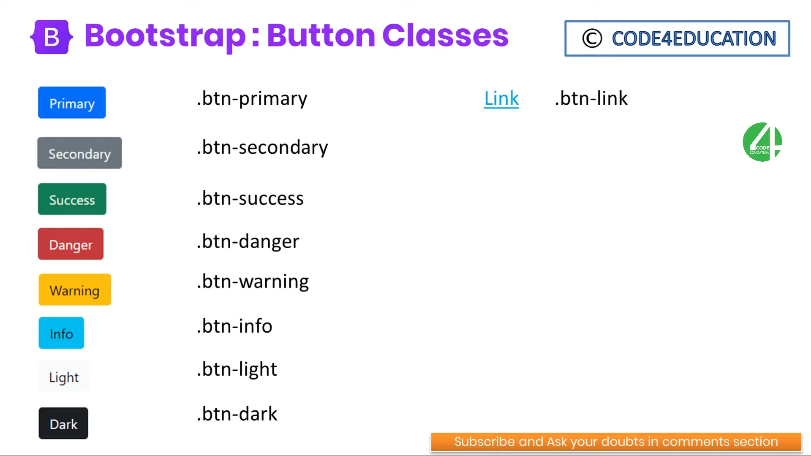 B Bootstrap : Button Classes
© CODE4EDUCATION
Primary .btn-primary Link .btn-link
4 CODE EDUCATION
Secondary .btn-secondary
Success .btn-success
Danger .btn-danger
Warning .btn-warning
Info .btn-info
Light .btn-light
Dark .btn-dark
Subscribe and Ask your doubts in comments section